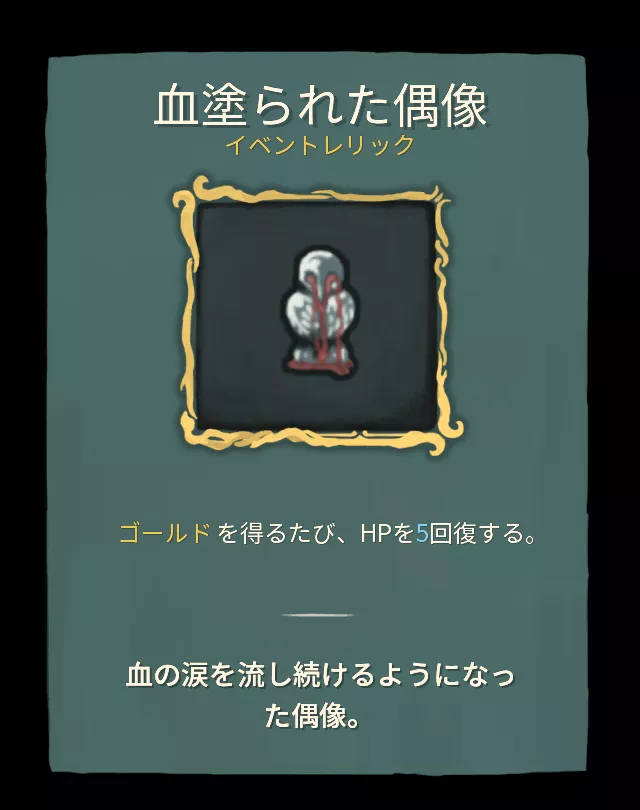 血塗られた偶像
イベントレリック
ゴールド を得るたび、HPを5回復する。
血の涙を流し続けるようになっ
た偶像。